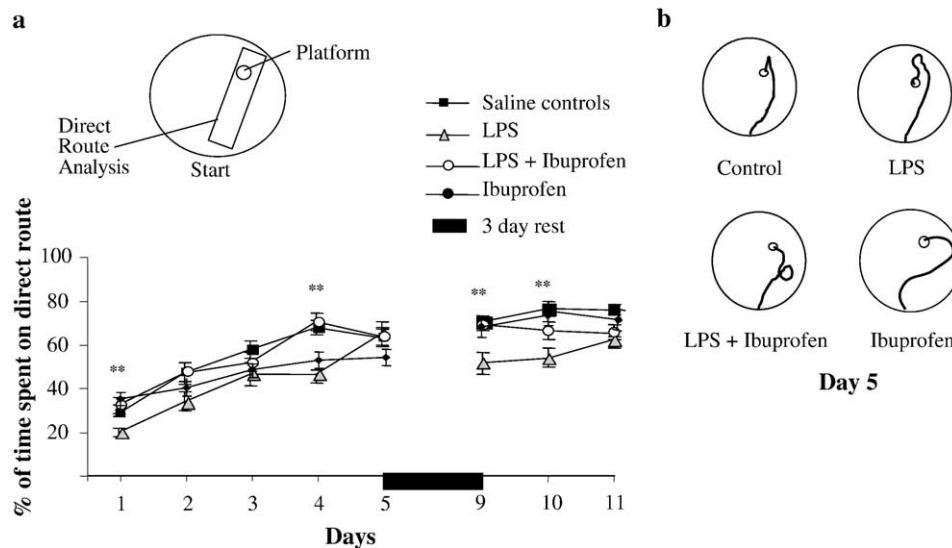 a
Platform
Direct
Route
Analysis
Start
Saline controls
LPS
LPS + Ibuprofen
Ibuprofen
3 day rest
% of time spent on direct route
100
80
60
40
20
**
**
**
**
1
2
3
4
5
9
10
11
Days
b
Control
LPS
LPS + Ibuprofen
Ibuprofen
Day 5